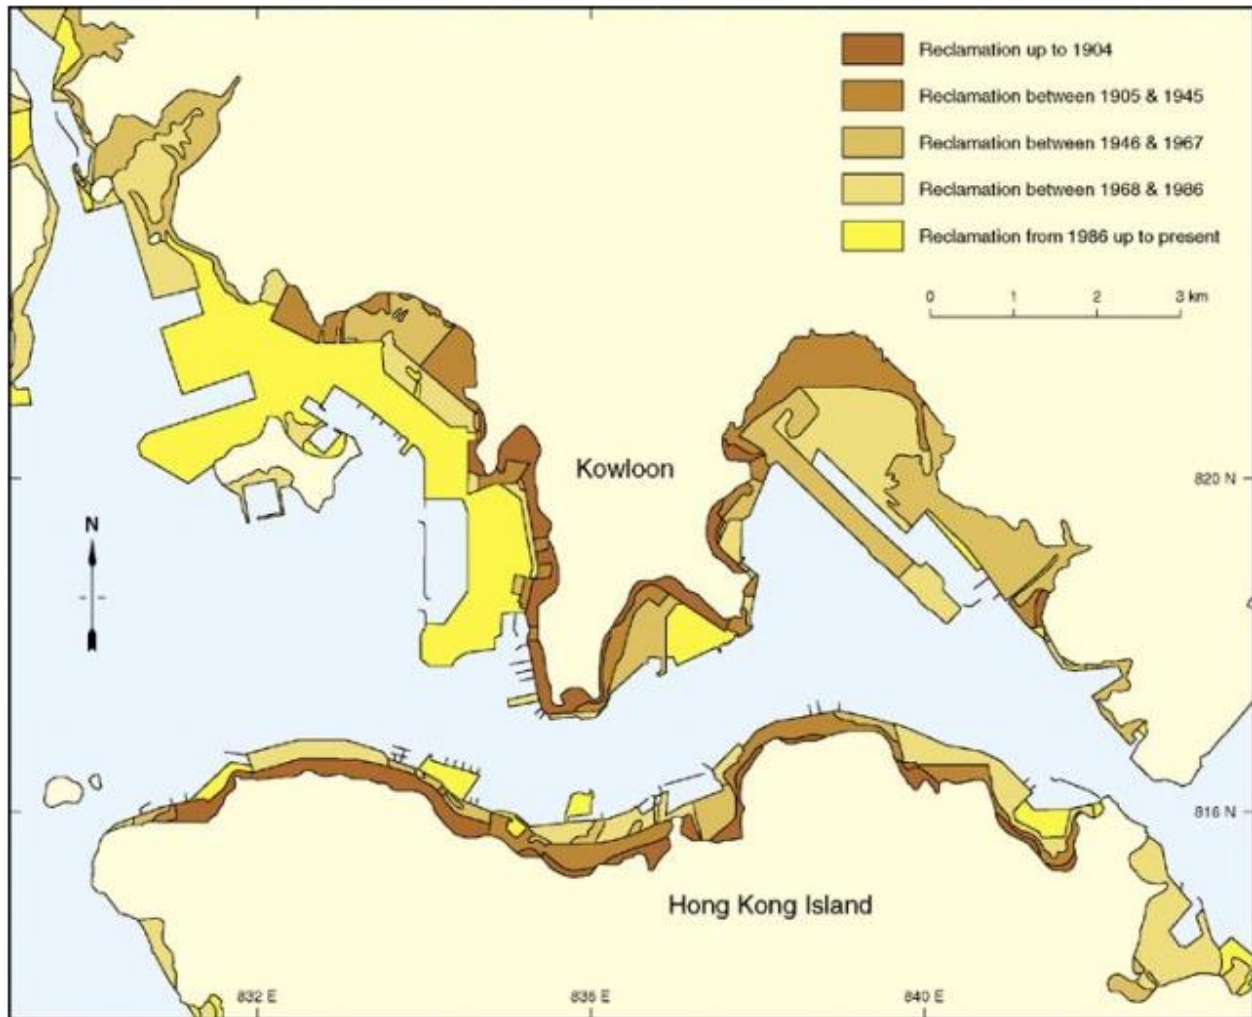 Reclamation up to 1904
Reclamation between 1905 & 1945
Reclamation between 1946 & 1967
Reclamation between 1968 & 1986
Reclamation from 1986 up to present
0 1 2 3 km
Kowloon
820 N
N
816 N
Hong Kong Island
832 E 836 E 840 E